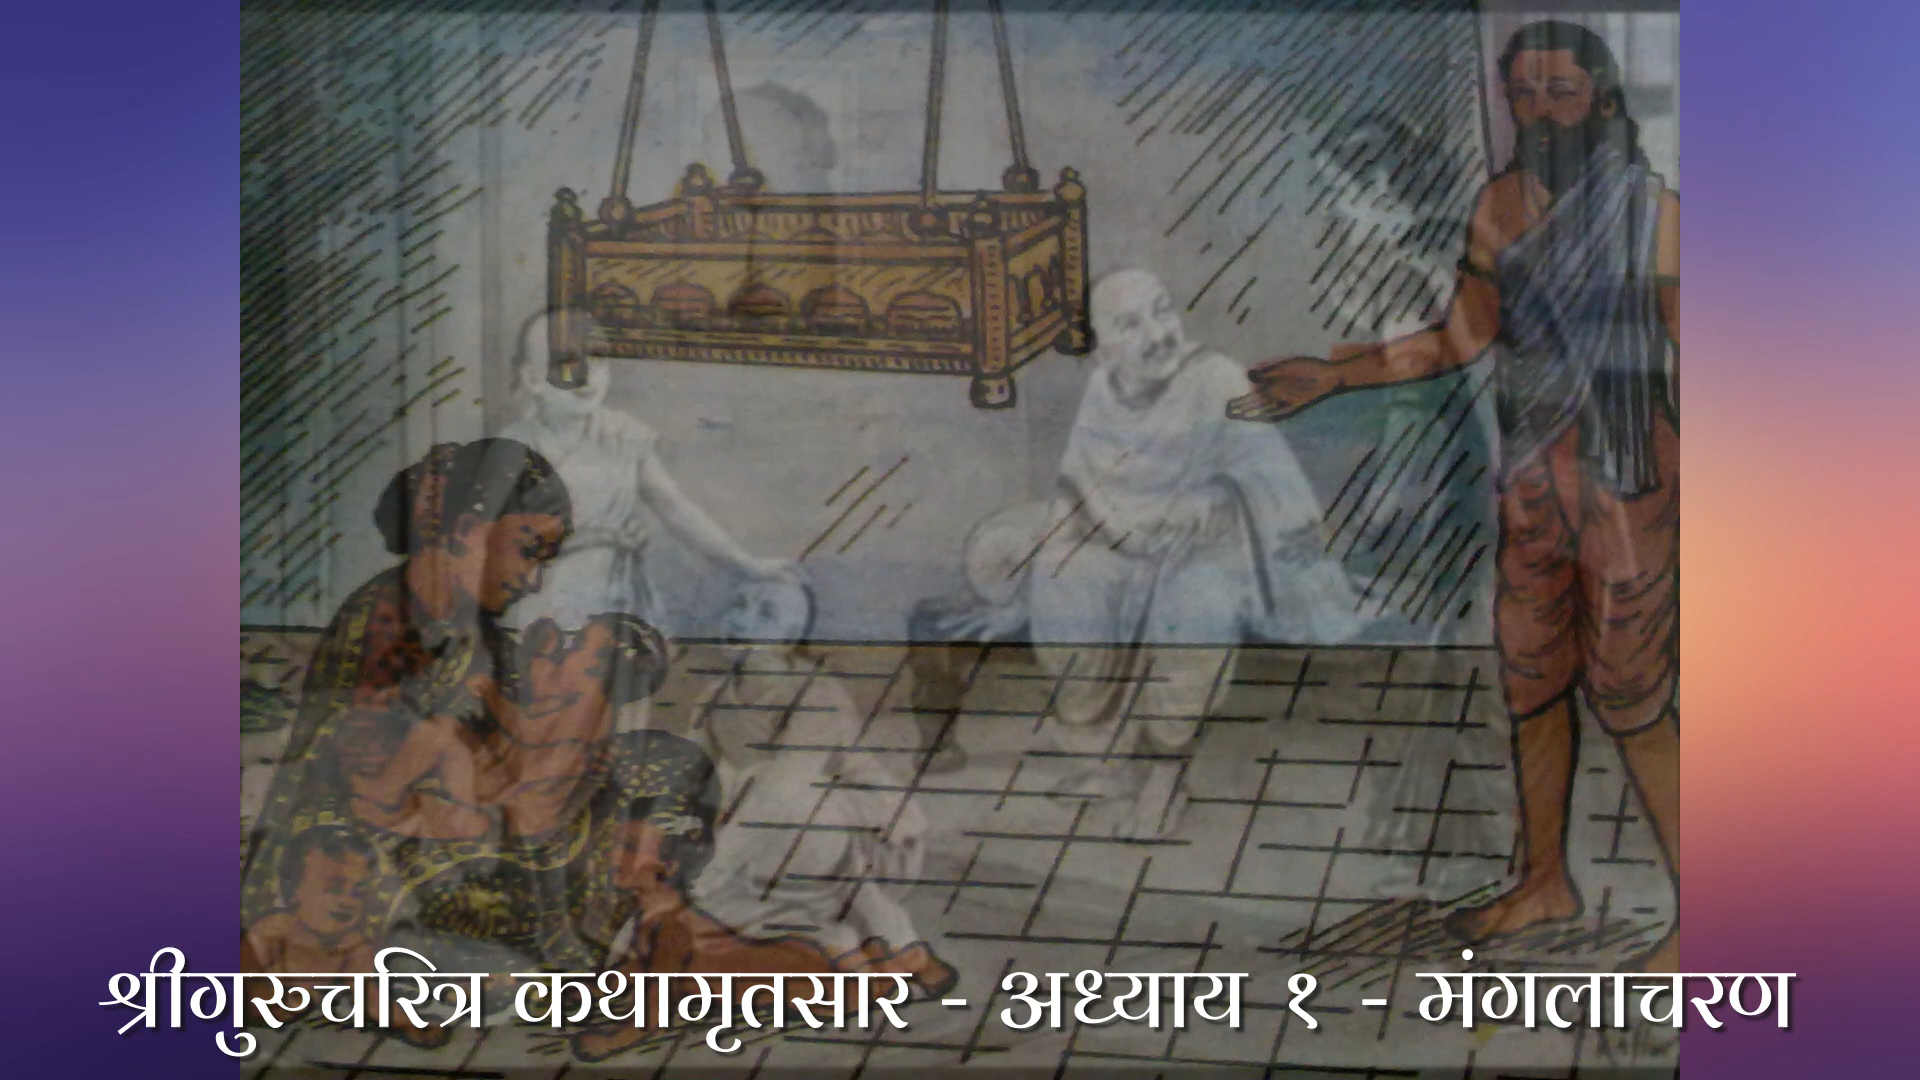 श्रीगुरुचरित्र कथामृतसार - अध्याय १ - मंगलाचरण